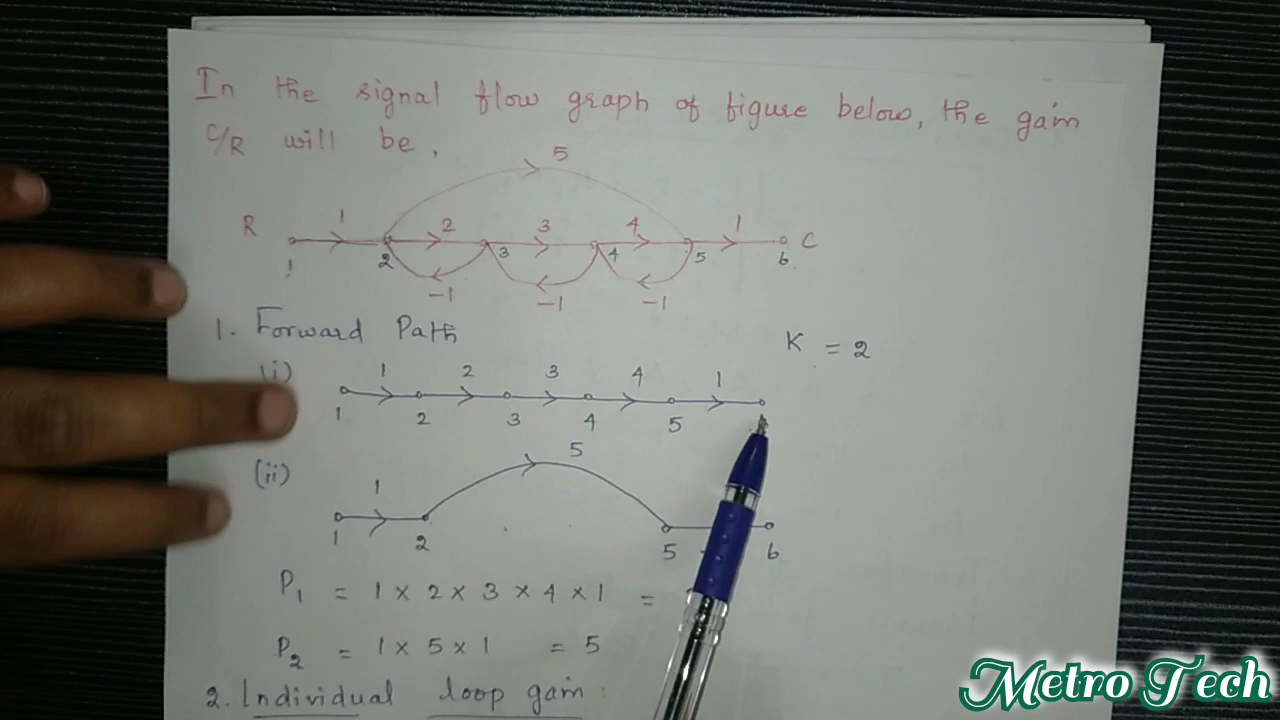 In the signal flow graph of figure below, the gain
C/R will be,
5
R 1 2 3 4 1 C
1 2 3 4 5 6
-1 -1 -1
1. Forward Path
K = 2
(i)
1 2 3 4 1
1 2 3 4 5
(ii)
5
1
1 2 5 6
P1 = 1 × 2 × 3 × 4 × 1 =
P2 = 1 × 5 × 1 = 5
2. Individual loop gain:
Metro Tech